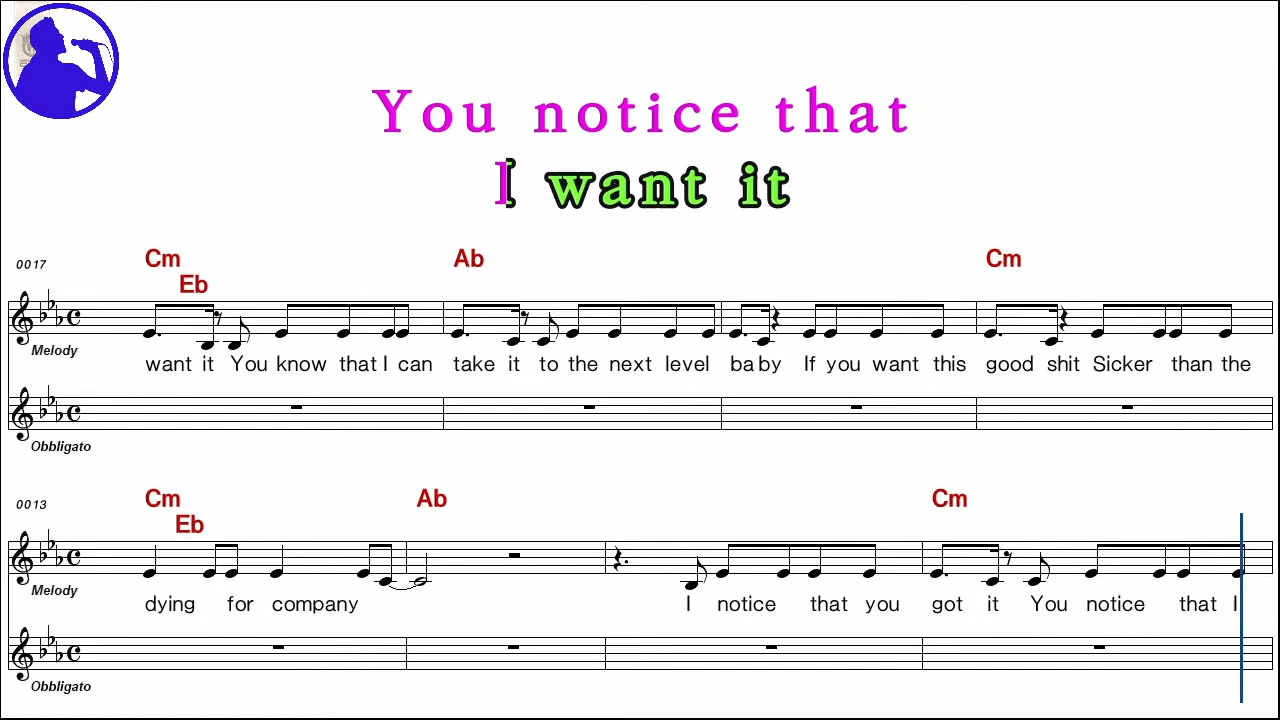 You notice that
I want it
0017
Cm Ab Cm
Eb
Melody
want it You know that I can take it to the next level baby If you want this good shit Sicker than the
Obbligato
0013
Cm Ab Cm
Eb
Melody
dying for company I notice that you got it You notice that I
Obbligato